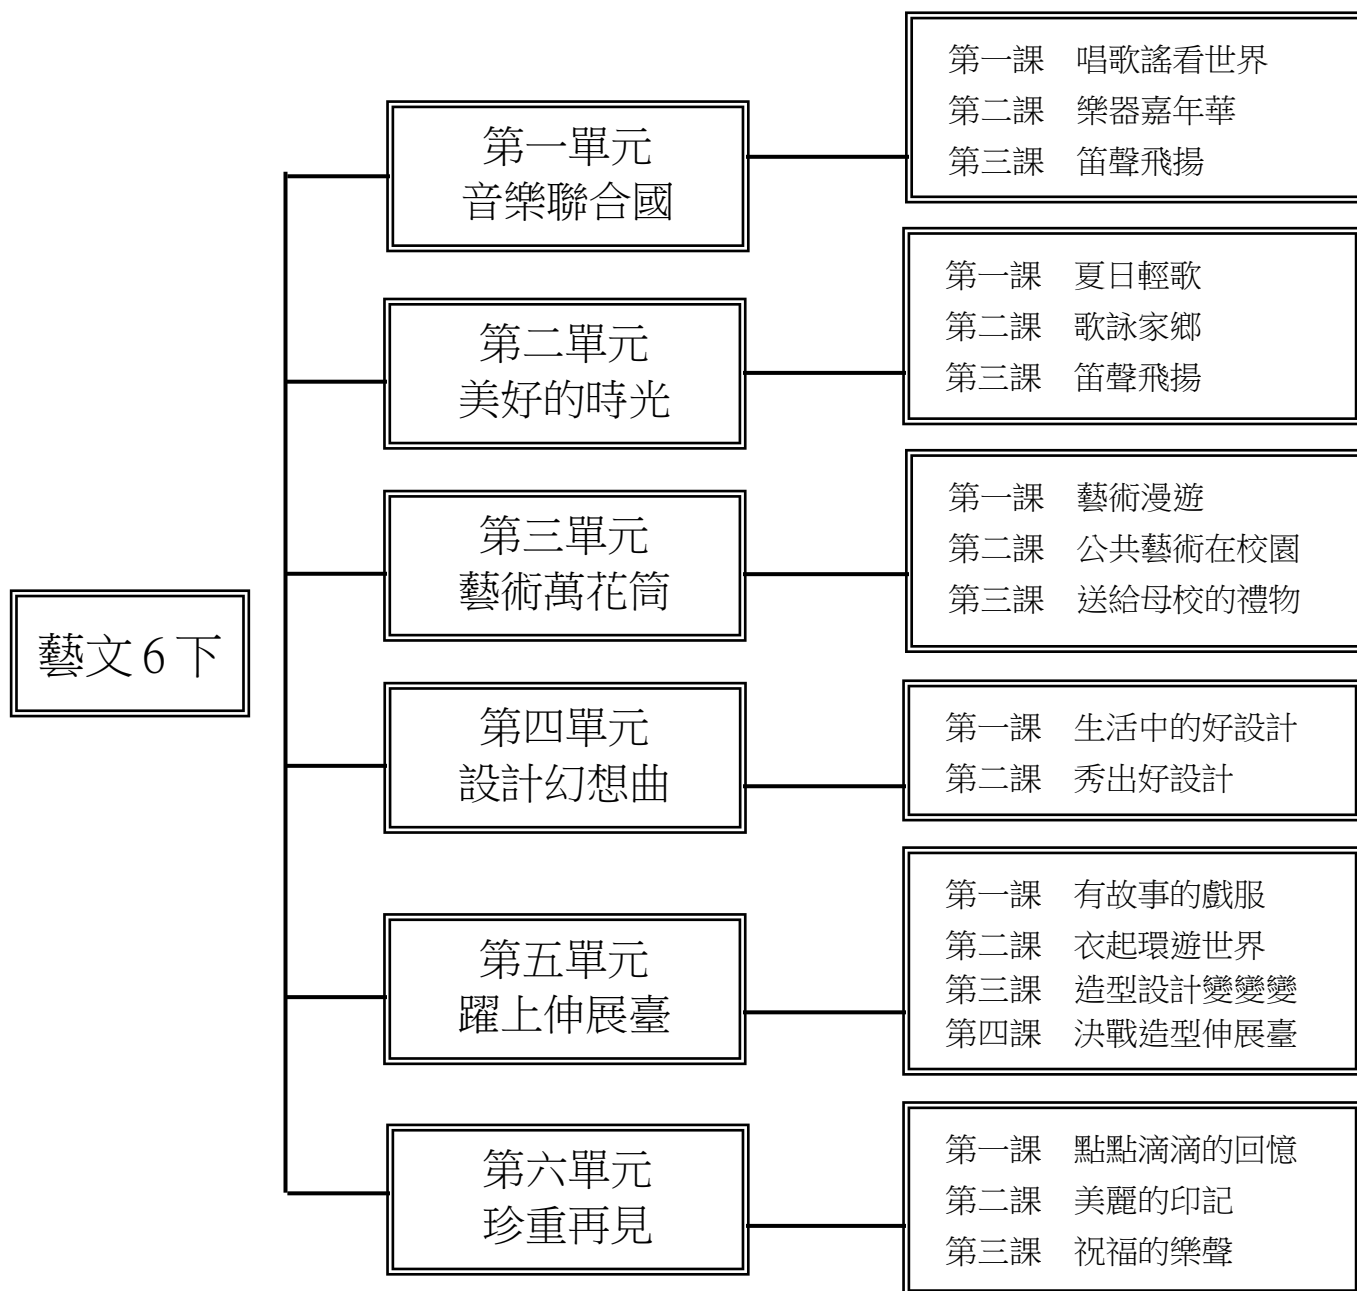 藝文6下
第一單元
音樂聯合國
第一課　唱歌謠看世界
第二課　樂器嘉年華
第三課　笛聲飛揚
第二單元
美好的時光
第一課　夏日輕歌
第二課　歌詠家鄉
第三課　笛聲飛揚
第三單元
藝術萬花筒
第一課　藝術漫遊
第二課　公共藝術在校園
第三課　送給母校的禮物
第四單元
設計幻想曲
第一課　生活中的好設計
第二課　秀出好設計
第五單元
躍上伸展臺
第一課　有故事的戲服
第二課　衣起環遊世界
第三課　造型設計變變變
第四課　決戰造型伸展臺
第六單元
珍重再見
第一課　點點滴滴的回憶
第二課　美麗的印記
第三課　祝福的樂聲